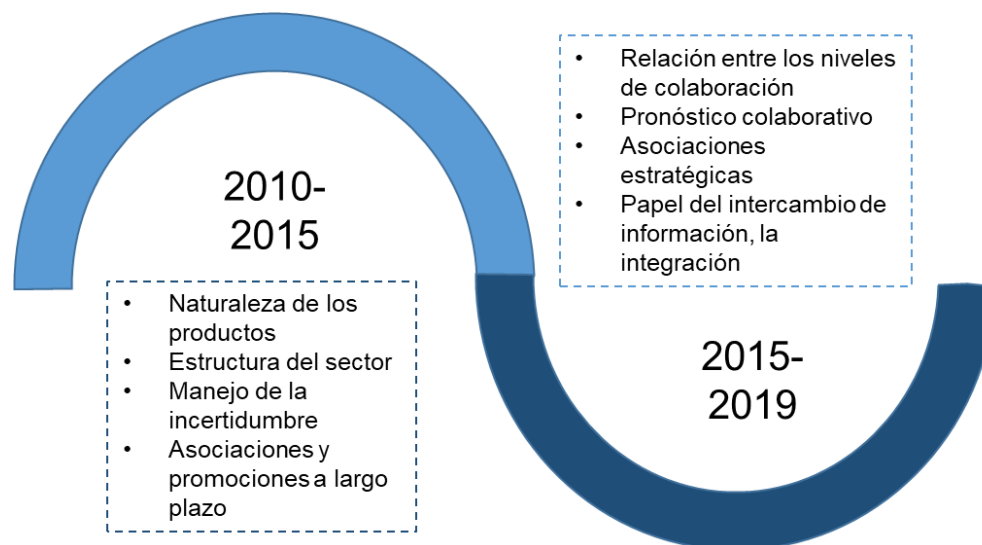 2010-
2015
• Naturaleza de los
productos
• Estructura del sector
• Manejo de la
incertidumbre
• Asociaciones y
promociones a largo
plazo
• Relación entre los niveles
de colaboración
• Pronóstico colaborativo
• Asociaciones
estratégicas
• Papel del intercambio de
información, la
integración
2015-
2019